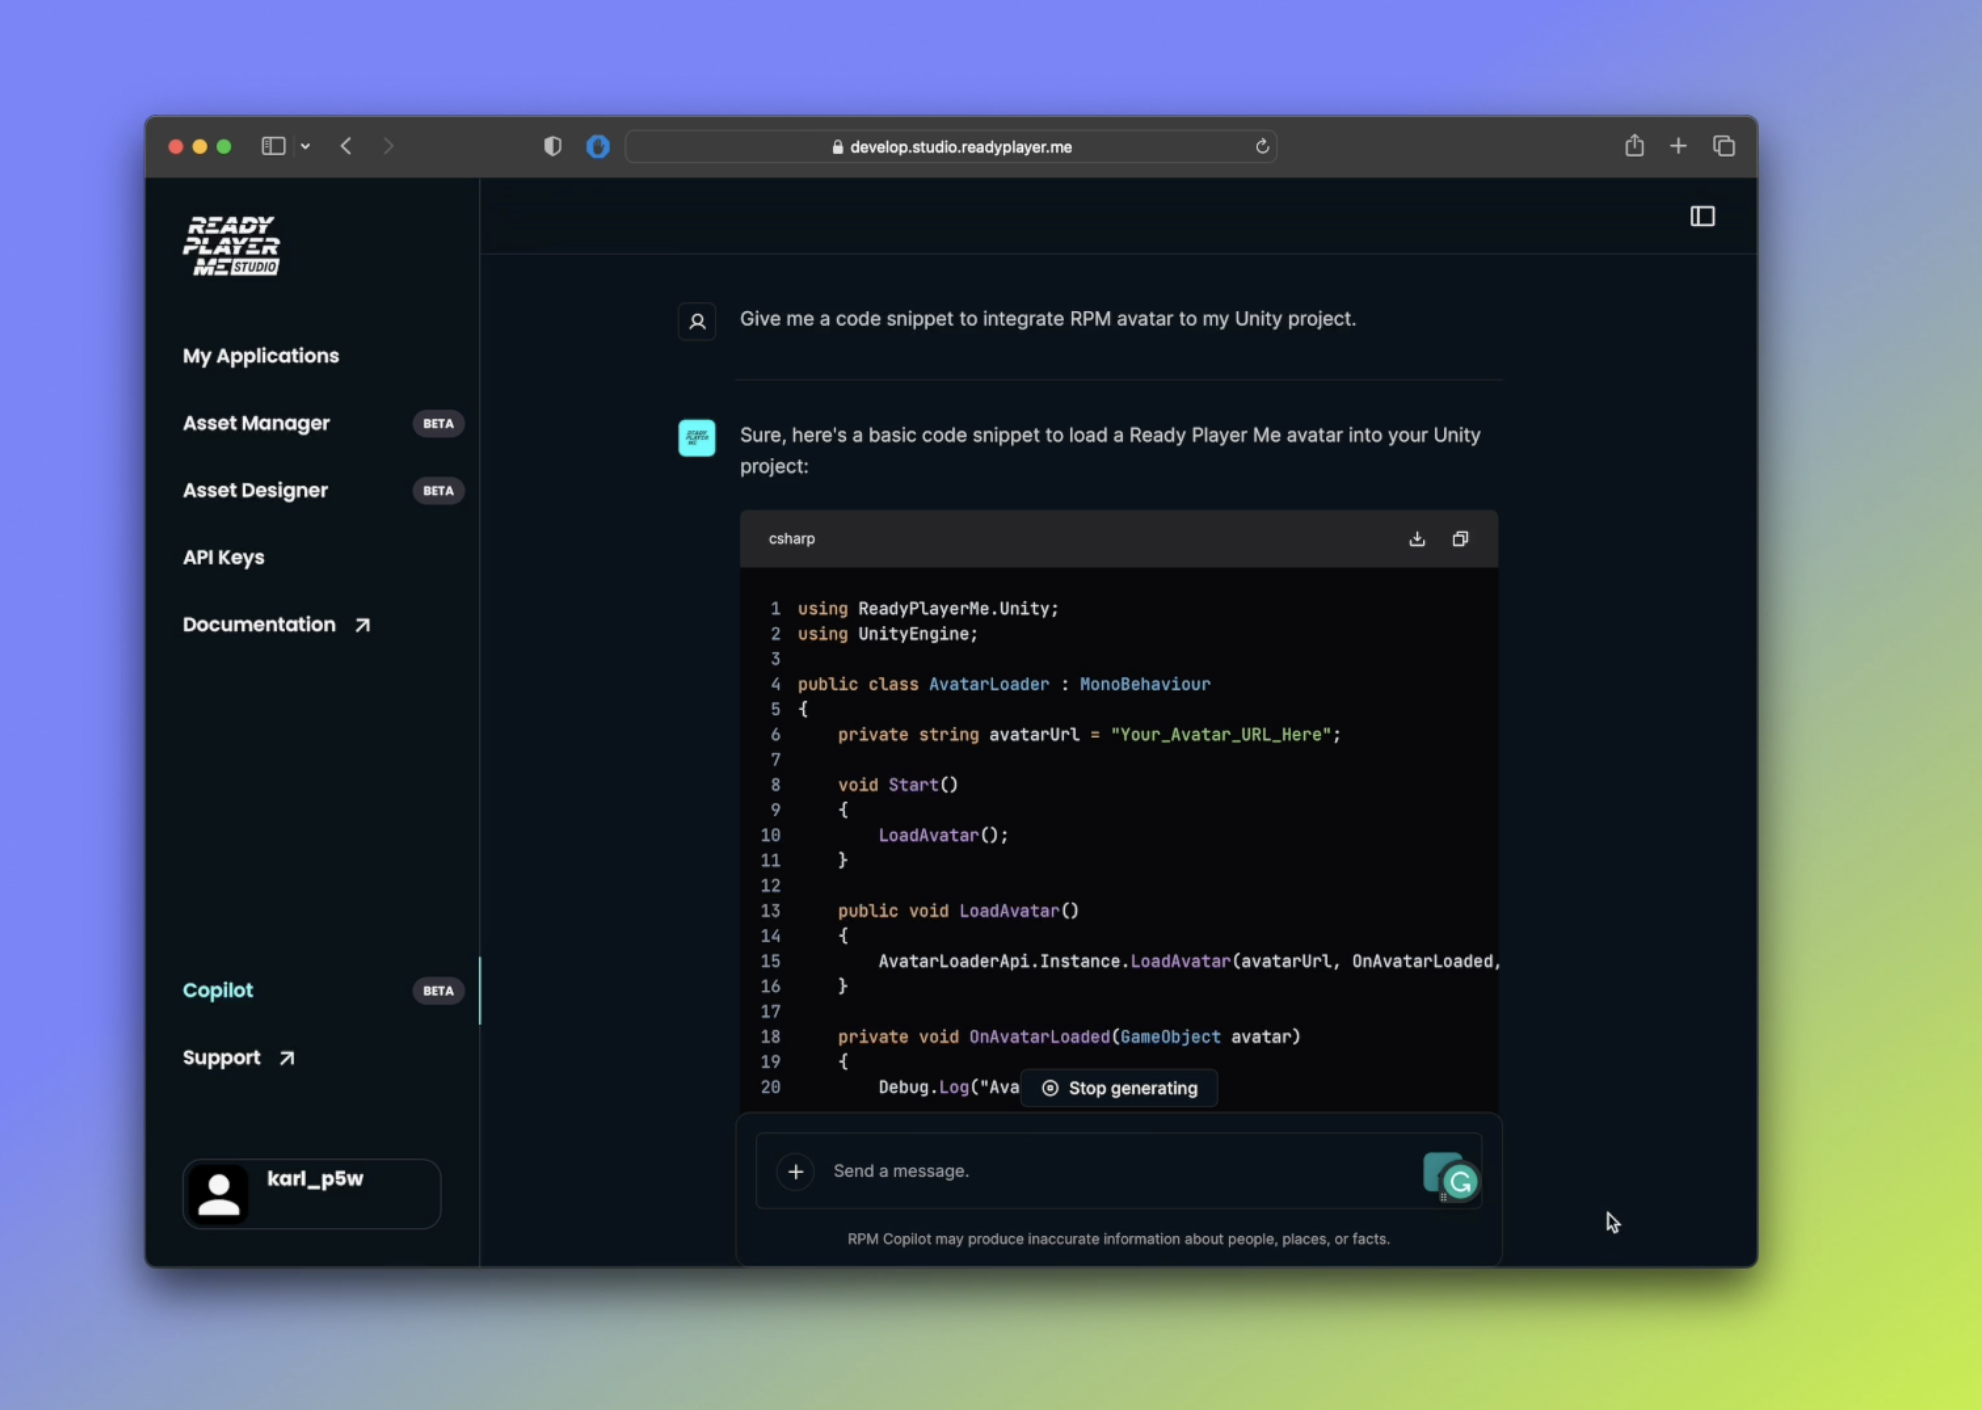 develop.studio.readyplayer.me
READY
PLAYER
ME STUDIO
My Applications
Asset Manager BETA
Asset Designer BETA
API Keys
Documentation
Copilot BETA
Support
karl_p5w
Give me a code snippet to integrate RPM avatar to my Unity project.
READY
PLAYER
ME
Sure, here's a basic code snippet to load a Ready Player Me avatar into your Unity
project:
csharp
1 using ReadyPlayerMe.Unity;
2 using UnityEngine;
3
4 public class AvatarLoader : MonoBehaviour
5 {
6     private string avatarUrl = "Your_Avatar_URL_Here";
7
8     void Start()
9     {
10         LoadAvatar();
11     }
12
13     public void LoadAvatar()
14     {
15         AvatarLoaderApi.Instance.LoadAvatar(avatarUrl, OnAvatarLoaded,
16     }
17
18     private void OnAvatarLoaded(GameObject avatar)
19     {
20         Debug.Log("Ava
Stop generating
Send a message.
G
RPM Copilot may produce inaccurate information about people, places, or facts.